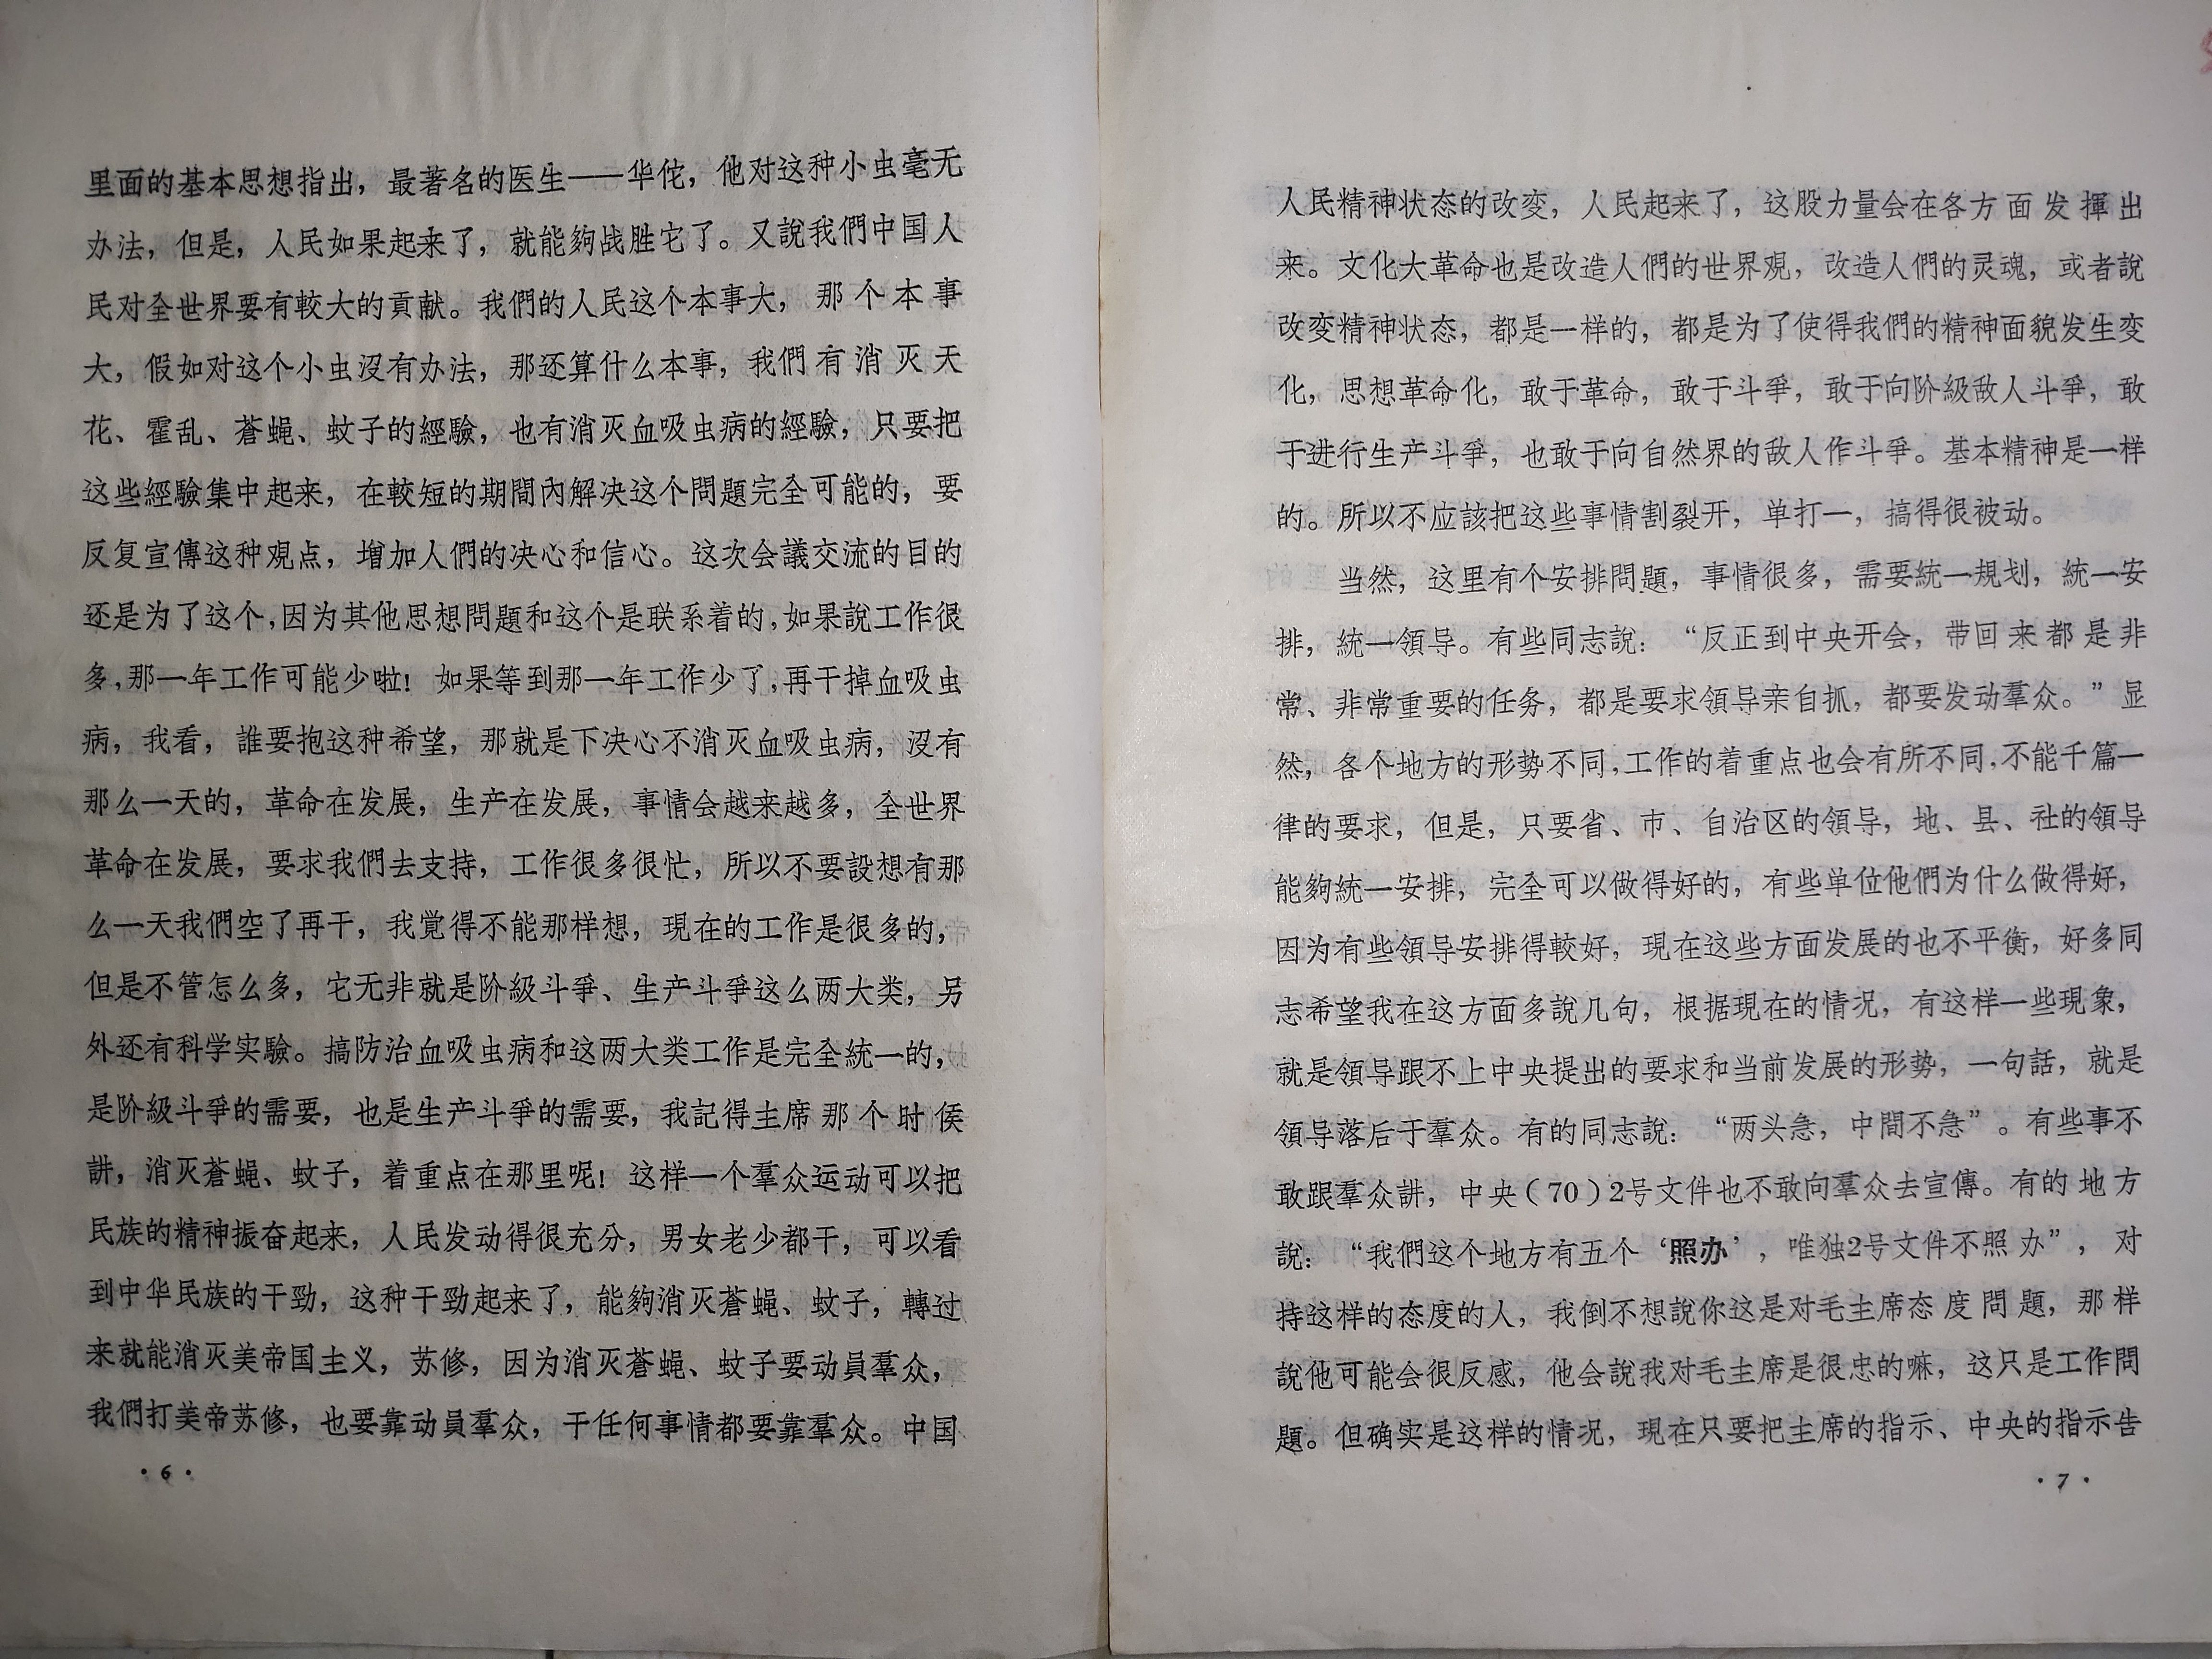 里面的基本思想指出，最著名的医生——华佗，他对这种小虫毫无
办法，但是，人民如果起来了，就能夠战胜它了。又說我們中国人
民对全世界要有較大的貢献。我們的人民这个本事大，那个本事
大，假如对这个小虫沒有办法，那还算什么本事，我們有消灭天
花、霍乱、蒼蝇、蚊子的經驗，也有消灭血吸虫病的經驗，只要把
这些經驗集中起来，在較短的期間內解决这个問題完全可能的，要
反复宣傳这种观点，增加人們的决心和信心。这次会議交流的目的
还是为了这个，因为其他思想問題和这个是联系着的，如果說工作很
多，那一年工作可能少啦！如果等到那一年工作少了，再干掉血吸虫
病，我看，誰要抱这种希望，那就是下决心不消灭血吸虫病，沒有
那么一天的，革命在发展，生产在发展，事情会越来越多，全世界
革命在发展，要求我們去支持，工作很多很忙，所以不要設想有那
么一天我們空了再干，我覚得不能那样想，現在的工作是很多的，
但是不管怎么多，它无非就是阶級斗爭、生产斗爭这么两大类，另
外还有科学实驗。搞防治血吸虫病和这两大类工作是完全統一的，
是阶級斗爭的需要，也是生产斗爭的需要，我記得主席那个时侯
讲，消灭蒼蝇、蚊子，着重点在那里呢！这样一个羣众运动可以把
民族的精神振奋起来，人民发动得很充分，男女老少都干，可以看
到中华民族的干劲，这种干劲起来了，能夠消灭蒼蝇、蚊子，轉过
来就能消灭美帝国主义，苏修，因为消灭蒼蝇、蚊子要动員羣众，
我們打美帝苏修，也要靠动員羣众，干任何事情都要靠羣众。中国
·6·
人民精神状态的改变，人民起来了，这股力量会在各方面发揮出
来。文化大革命也是改造人們的世界观，改造人們的灵魂，或者說
改变精神状态，都是一样的，都是为了使得我們的精神面貌发生变
化，思想革命化，敢于革命，敢于斗爭，敢于向阶級敌人斗爭，敢
于进行生产斗爭，也敢于向自然界的敌人作斗爭。基本精神是一样
的。所以不应該把这些事情割裂开，单打一，搞得很被动。
当然，这里有个安排問題，事情很多，需要統一規划，統一安
排，統一領导。有些同志說：“反正到中央开会，带回来都是非
常、非常重要的任务，都是要求領导亲自抓，都要发动羣众。”显
然，各个地方的形势不同，工作的着重点也会有所不同，不能千篇一
律的要求，但是，只要省、市、自治区的領导，地、县、社的領导
能夠統一安排，完全可以做得好的，有些单位他們为什么做得好，
因为有些領导安排得較好，現在这些方面发展的也不平衡，好多同
志希望我在这方面多說几句，根据現在的情况，有这样一些現象，
就是領导跟不上中央提出的要求和当前发展的形势，一句話，就是
領导落后于羣众。有的同志說：“两头急，中間不急”。有些事不
敢跟羣众讲，中央（70）2号文件也不敢向羣众去宣傳。有的地方
說：“我們这个地方有五个‘照办’，唯独2号文件不照办”，对
持这样的态度的人，我倒不想說你这是对毛主席态度問題，那样
說他可能会很反感，他会說我对毛主席是很忠的嘛，这只是工作問
題。但确实是这样的情况，現在只要把主席的指示、中央的指示告
·7·